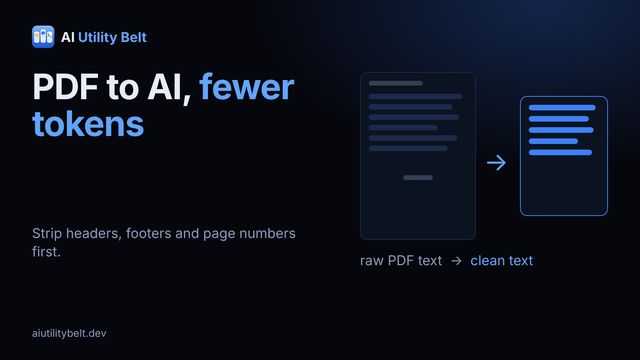 AI Utility Belt
PDF to AI, fewer
tokens
Strip headers, footers and page numbers
first.
raw PDF text → clean text
aiutilitybelt.dev